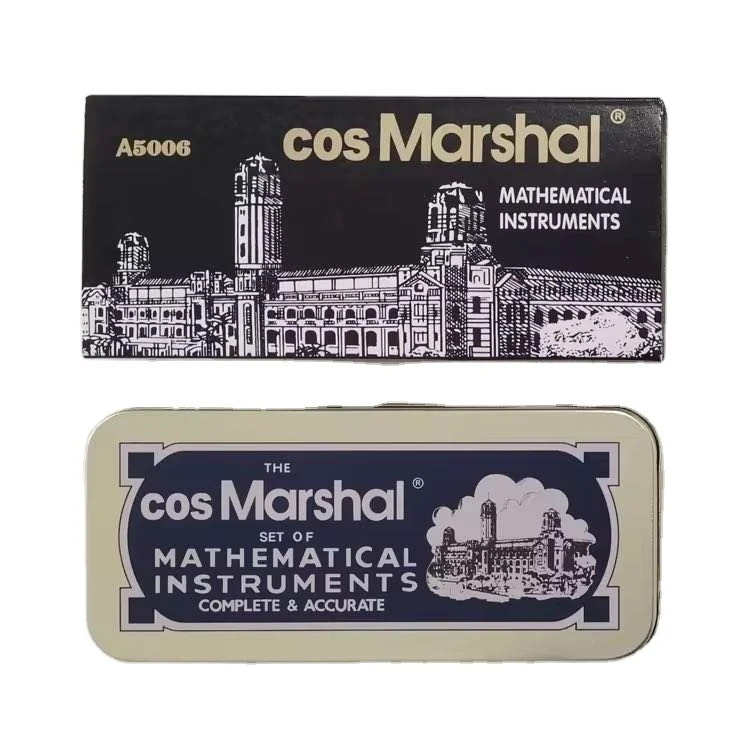 A5006
cos Marshal®
MATHEMATICAL
INSTRUMENTS
THE
cos Marshal®
SET OF
MATHEMATICAL
INSTRUMENTS
COMPLETE & ACCURATE